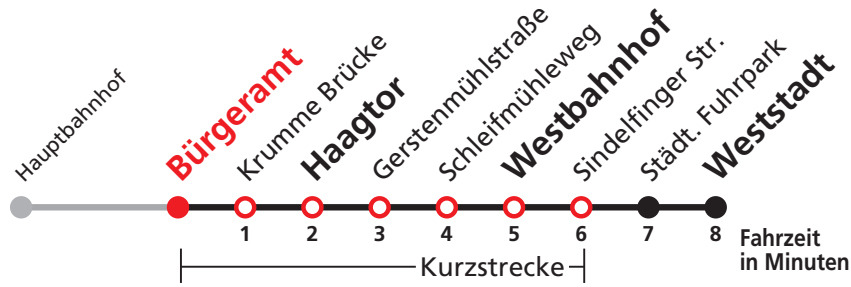 Hauptbahnhof
Bürgeramt
Krumme Brücke
Haagtor
Gerstenmühlstraße
Schleifmühleweg
Westbahnhof
Sindelfinger Str.
Städt. Fuhrpark
Weststadt
1 2 3 4 5 6 7 8
Fahrzeit
in Minuten
Kurzstrecke